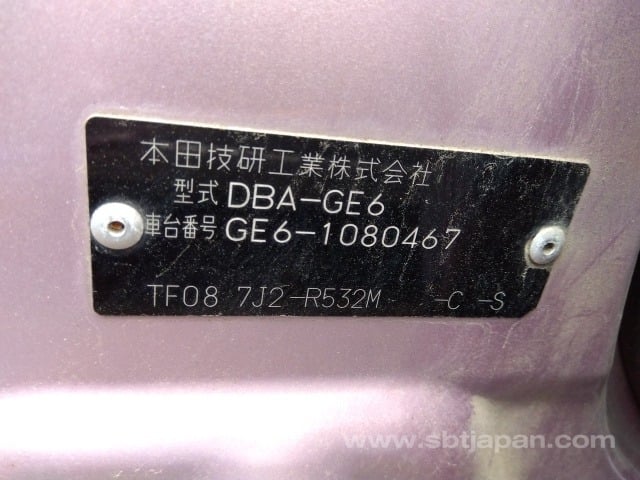 本田技研工業株式会社
型式 DBA-GE6
車台番号 GE6-1080467
TF08 7J2-R532M -C -S
www.sbtjapan.com